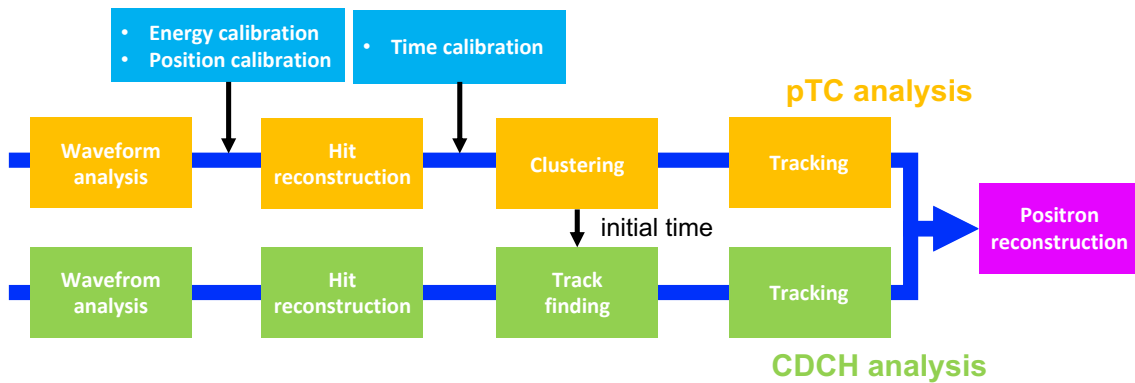 • Energy calibration
• Position calibration
• Time calibration
pTC analysis
Waveform
analysis
Hit
reconstruction
Clustering
Tracking
initial time
Positron
reconstruction
Wavefrom
analysis
Hit
reconstruction
Track
finding
Tracking
CDCH analysis